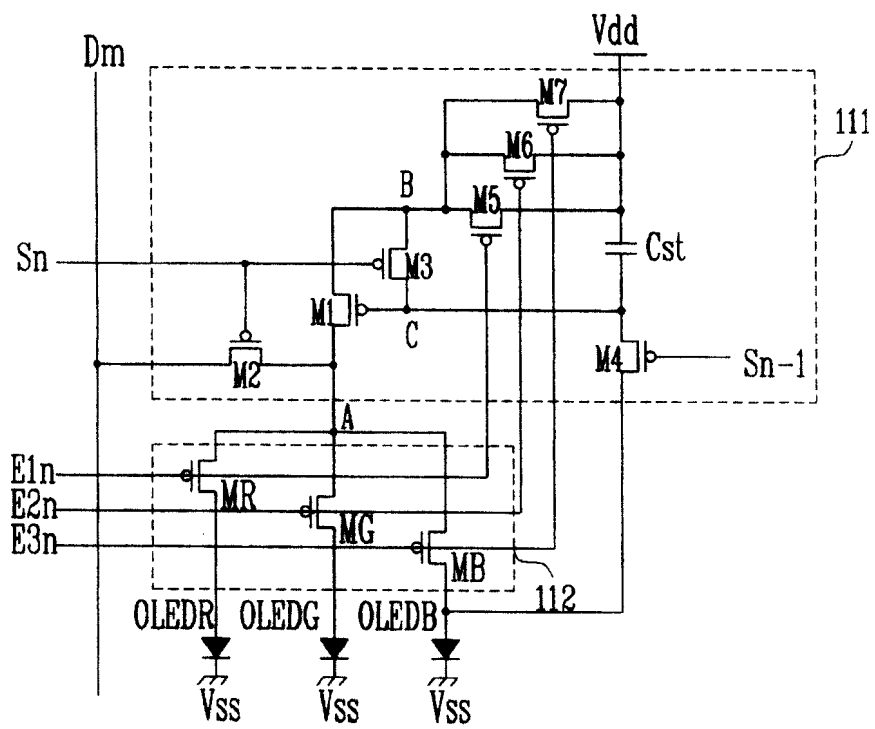 Vdd
Dm
M7
111
M6
B
M5
Sn
M3
Cst
M1
C
M4
Sn-1
M2
A
E1n
MR
E2n
MG
E3n
MB
112
OLEDR
OLEDG
OLEDB
Vss
Vss
Vss